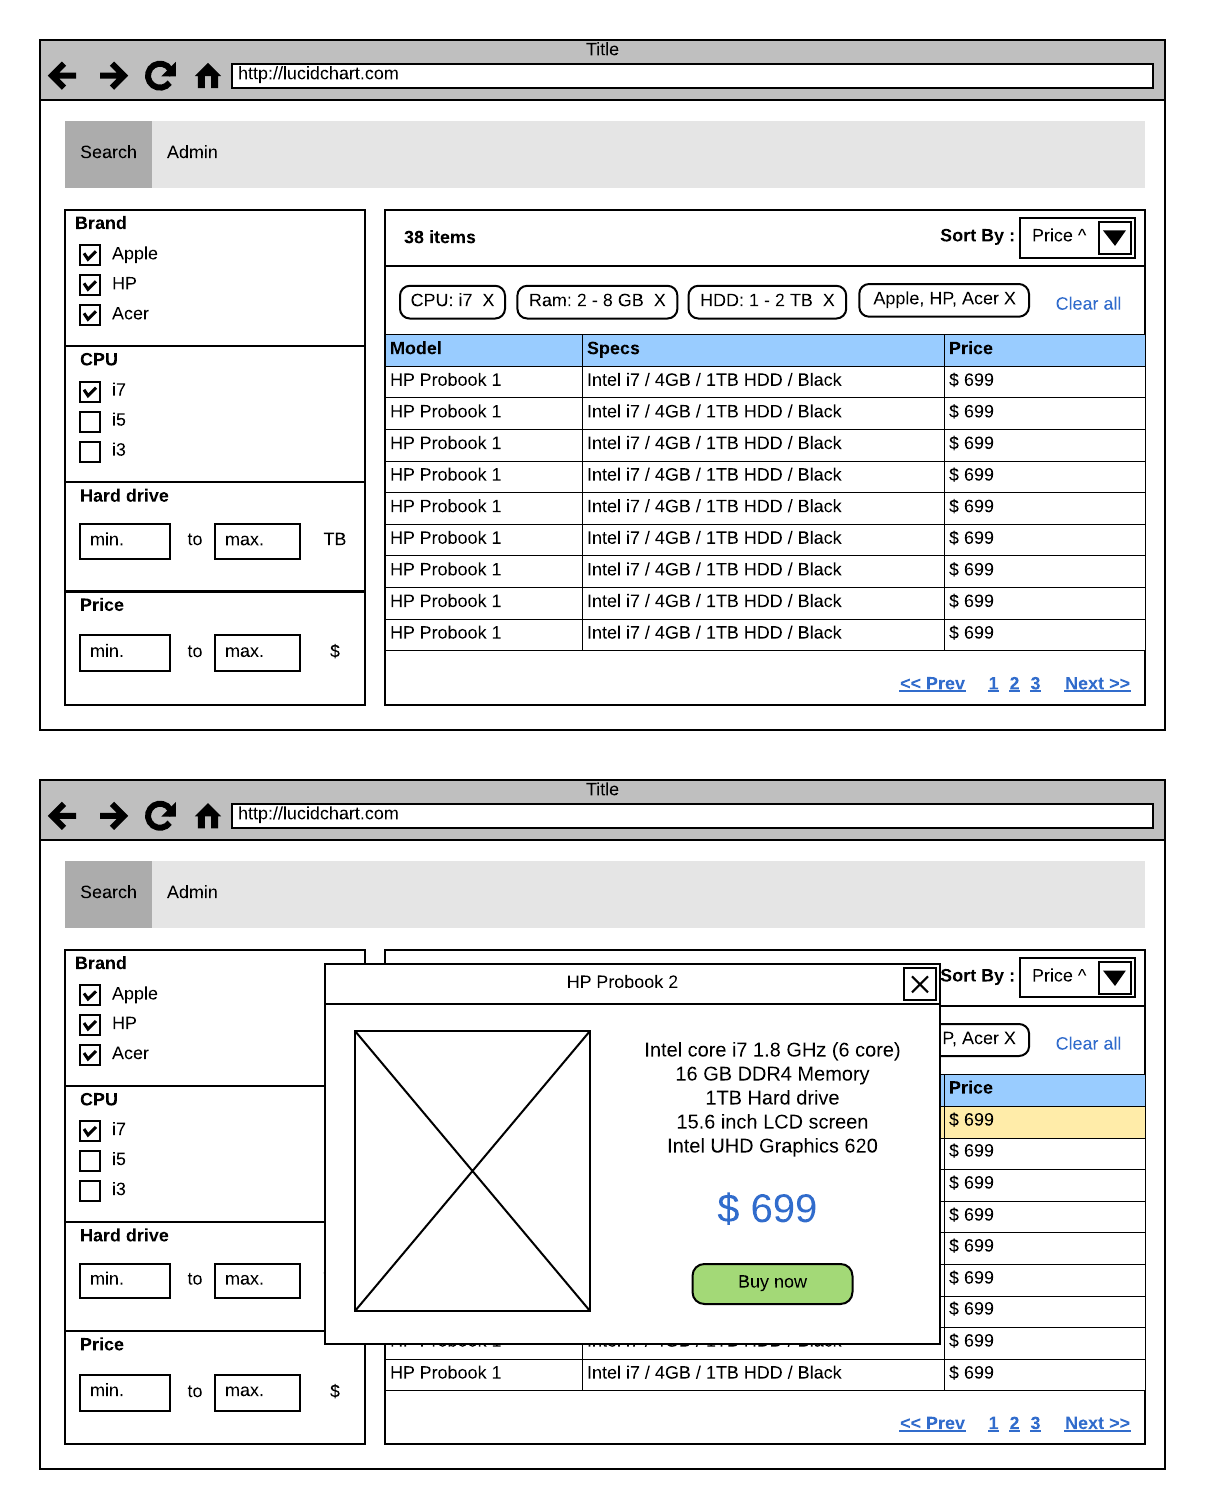 Title
http://lucidchart.com
Search Admin
Brand
Apple
HP
Acer
CPU
i7
i5
i3
Hard drive
min. to max. TB
Price
min. to max. $
38 items Sort By : Price ^
CPU: i7 X Ram: 2 - 8 GB X HDD: 1 - 2 TB X Apple, HP, Acer X Clear all
Model Specs Price
HP Probook 1 Intel i7 / 4GB / 1TB HDD / Black $ 699
HP Probook 1 Intel i7 / 4GB / 1TB HDD / Black $ 699
HP Probook 1 Intel i7 / 4GB / 1TB HDD / Black $ 699
HP Probook 1 Intel i7 / 4GB / 1TB HDD / Black $ 699
HP Probook 1 Intel i7 / 4GB / 1TB HDD / Black $ 699
HP Probook 1 Intel i7 / 4GB / 1TB HDD / Black $ 699
HP Probook 1 Intel i7 / 4GB / 1TB HDD / Black $ 699
HP Probook 1 Intel i7 / 4GB / 1TB HDD / Black $ 699
HP Probook 1 Intel i7 / 4GB / 1TB HDD / Black $ 699
<< Prev 1 2 3 Next >>
Title
http://lucidchart.com
Search Admin
Brand
Apple
HP
Acer
CPU
i7
i5
i3
Hard drive
min. to max.
Price
min. to max. $
HP Probook 2
Intel core i7 1.8 GHz (6 core)
16 GB DDR4 Memory
1TB Hard drive
15.6 inch LCD screen
Intel UHD Graphics 620
$ 699
Buy now
Sort By : Price ^
P, Acer X Clear all
Price
$ 699
$ 699
$ 699
$ 699
$ 699
$ 699
$ 699
$ 699
HP Probook 1 Intel i7 / 4GB / 1TB HDD / Black $ 699
<< Prev 1 2 3 Next >>